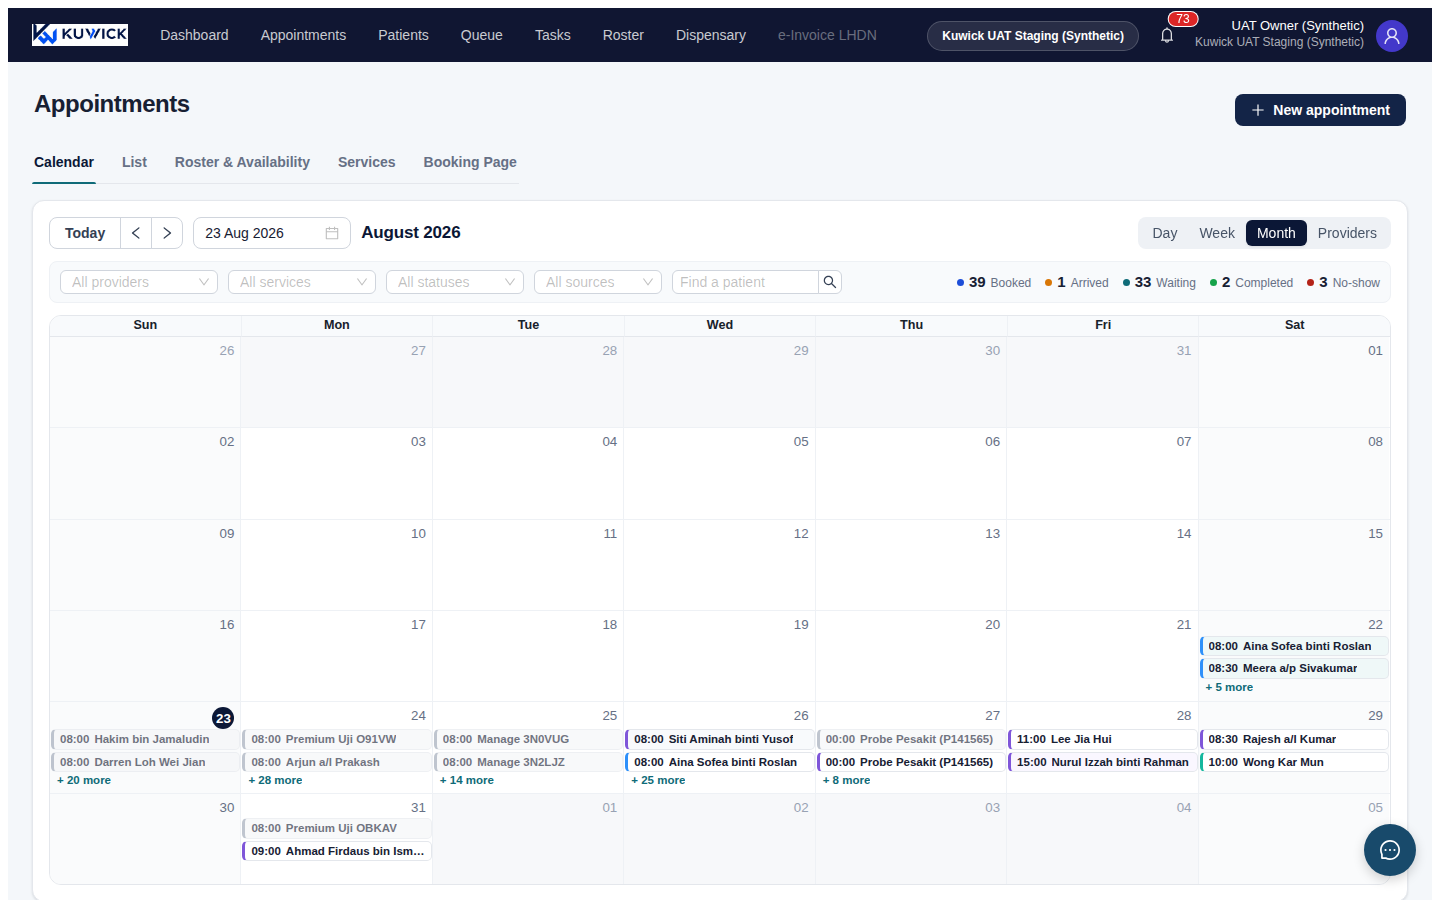 KUWICK
Dashboard
Appointments
Patients
Queue
Tasks
Roster
Dispensary
e-Invoice LHDN
Kuwick UAT Staging (Synthetic)
73
UAT Owner (Synthetic)
Kuwick UAT Staging (Synthetic)
Appointments
New appointment
Calendar
List
Roster & Availability
Services
Booking Page
Today
23 Aug 2026
August 2026
Day
Week
Month
Providers
All providers
All services
All statuses
All sources
Find a patient
39 Booked
1 Arrived
33 Waiting
2 Completed
3 No-show
Sun
Mon
Tue
Wed
Thu
Fri
Sat
26
27
28
29
30
31
01
02
03
04
05
06
07
08
09
10
11
12
13
14
15
16
17
18
19
20
21
22
08:00 Aina Sofea binti Roslan
08:30 Meera a/p Sivakumar
+ 5 more
23
08:00 Hakim bin Jamaludin
08:00 Darren Loh Wei Jian
+ 20 more
24
08:00 Premium Uji O91VW
08:00 Arjun a/l Prakash
+ 28 more
25
08:00 Manage 3N0VUG
08:00 Manage 3N2LJZ
+ 14 more
26
08:00 Siti Aminah binti Yusof
08:00 Aina Sofea binti Roslan
+ 25 more
27
00:00 Probe Pesakit (P141565)
00:00 Probe Pesakit (P141565)
+ 8 more
28
11:00 Lee Jia Hui
15:00 Nurul Izzah binti Rahman
29
08:30 Rajesh a/l Kumar
10:00 Wong Kar Mun
30
31
08:00 Premium Uji OBKAV
09:00 Ahmad Firdaus bin Ism…
01
02
03
04
05